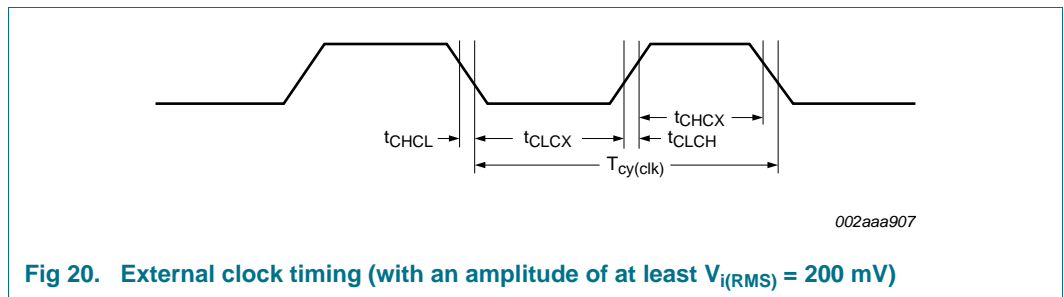 tCHCX
tCHCL
tCLCX
tCLCH
Tcy(clk)
002aaa907
Fig 20. External clock timing (with an amplitude of at least Vi(RMS) = 200 mV)